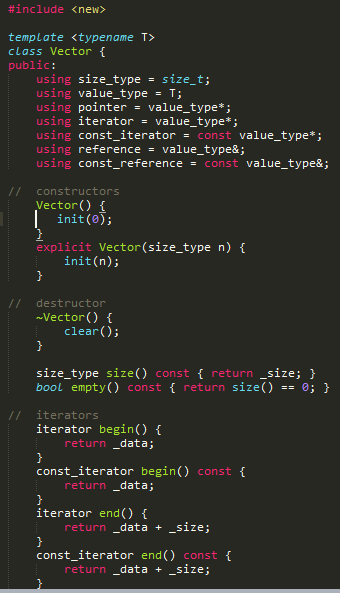 #include <new>
template <typename T>
class Vector {
public:
    using size_type = size_t;
    using value_type = T;
    using pointer = value_type*;
    using iterator = value_type*;
    using const_iterator = const value_type*;
    using reference = value_type&;
    using const_reference = const value_type&;
//  constructors
    Vector() {
       init(0);
    }
    explicit Vector(size_type n) {
        init(n);
    }
//  destructor
    ~Vector() {
        clear();
    }
    size_type size() const { return _size; }
    bool empty() const { return size() == 0; }
//  iterators
    iterator begin() {
        return _data;
    }
    const_iterator begin() const {
        return _data;
    }
    iterator end() {
        return _data + _size;
    }
    const_iterator end() const {
        return _data + _size;
    }